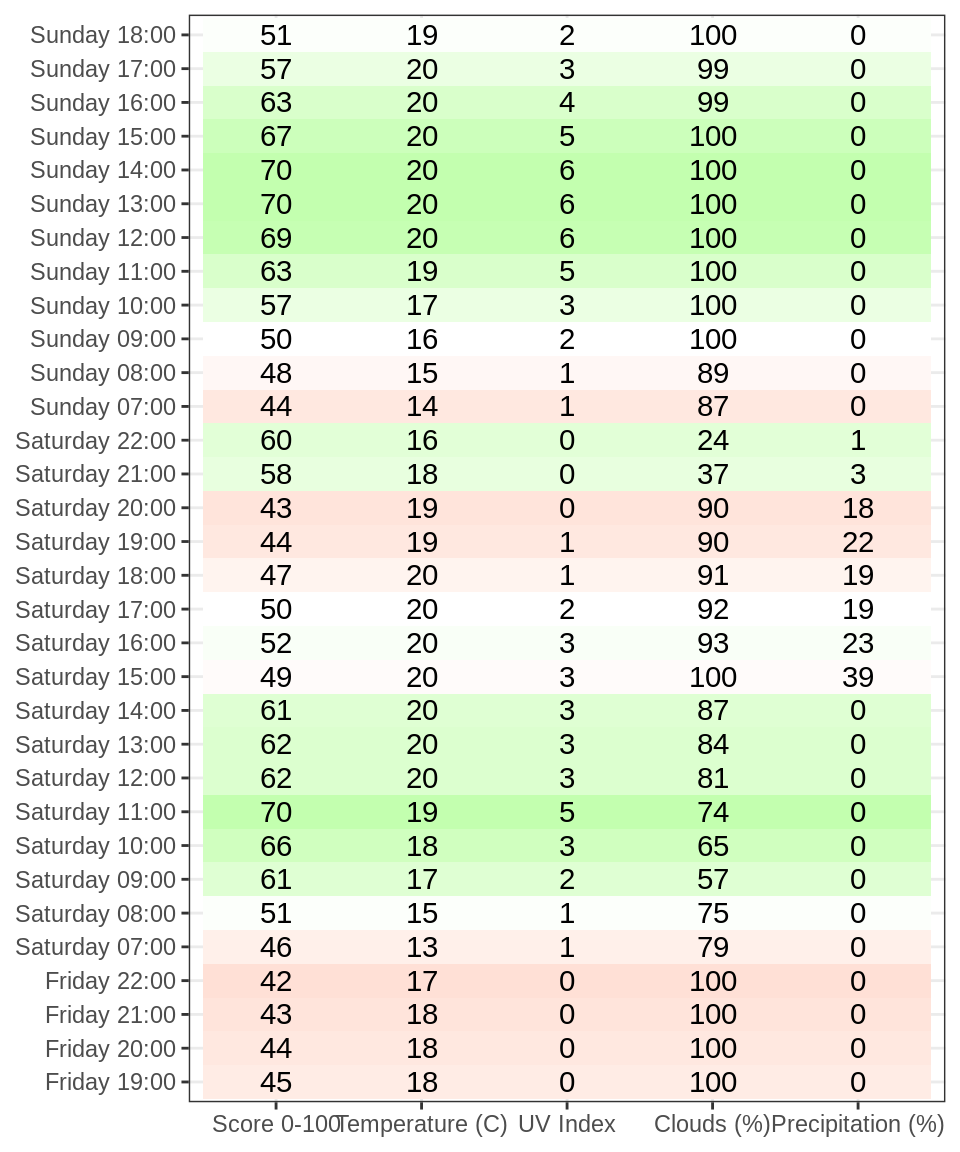 Sunday 18:00 51 19 2 100 0
Sunday 17:00 57 20 3 99 0
Sunday 16:00 63 20 4 99 0
Sunday 15:00 67 20 5 100 0
Sunday 14:00 70 20 6 100 0
Sunday 13:00 70 20 6 100 0
Sunday 12:00 69 20 6 100 0
Sunday 11:00 63 19 5 100 0
Sunday 10:00 57 17 3 100 0
Sunday 09:00 50 16 2 100 0
Sunday 08:00 48 15 1 89 0
Sunday 07:00 44 14 1 87 0
Saturday 22:00 60 16 0 24 1
Saturday 21:00 58 18 0 37 3
Saturday 20:00 43 19 0 90 18
Saturday 19:00 44 19 1 90 22
Saturday 18:00 47 20 1 91 19
Saturday 17:00 50 20 2 92 19
Saturday 16:00 52 20 3 93 23
Saturday 15:00 49 20 3 100 39
Saturday 14:00 61 20 3 87 0
Saturday 13:00 62 20 3 84 0
Saturday 12:00 62 20 3 81 0
Saturday 11:00 70 19 5 74 0
Saturday 10:00 66 18 3 65 0
Saturday 09:00 61 17 2 57 0
Saturday 08:00 51 15 1 75 0
Saturday 07:00 46 13 1 79 0
Friday 22:00 42 17 0 100 0
Friday 21:00 43 18 0 100 0
Friday 20:00 44 18 0 100 0
Friday 19:00 45 18 0 100 0
Score 0-100 Temperature (C) UV Index Clouds (%) Precipitation (%)